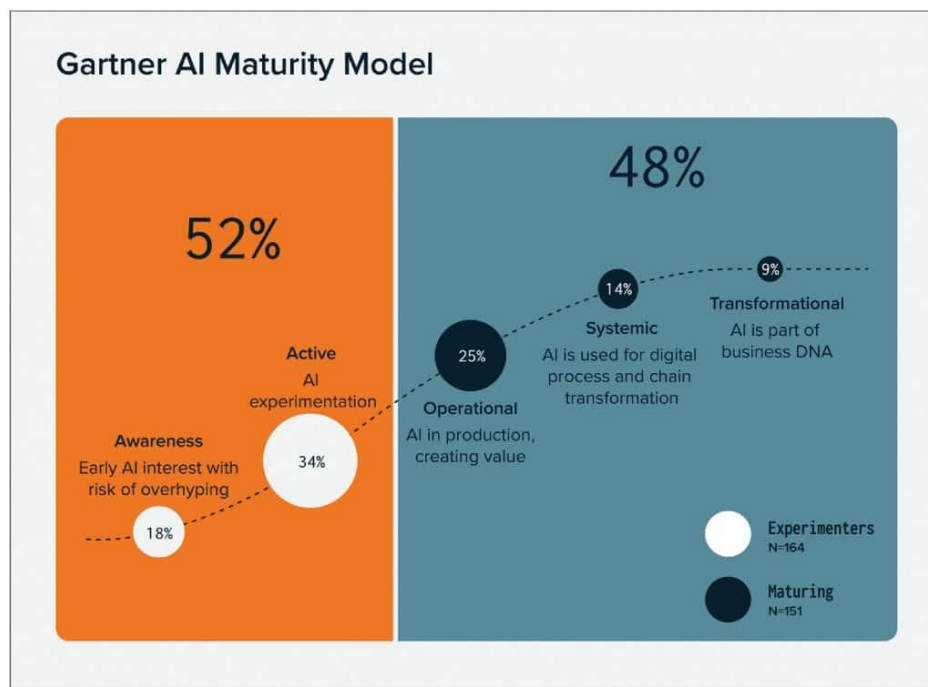 Gartner AI Maturity Model
52%
48%
Awareness
Early AI interest with
risk of overhyping
18%
Active
AI
experimentation
34%
25%
Operational
AI in production,
creating value
14%
Systemic
AI is used for digital
process and chain
transformation
9%
Transformational
AI is part of
business DNA
Experimenters
N=164
Maturing
N=151